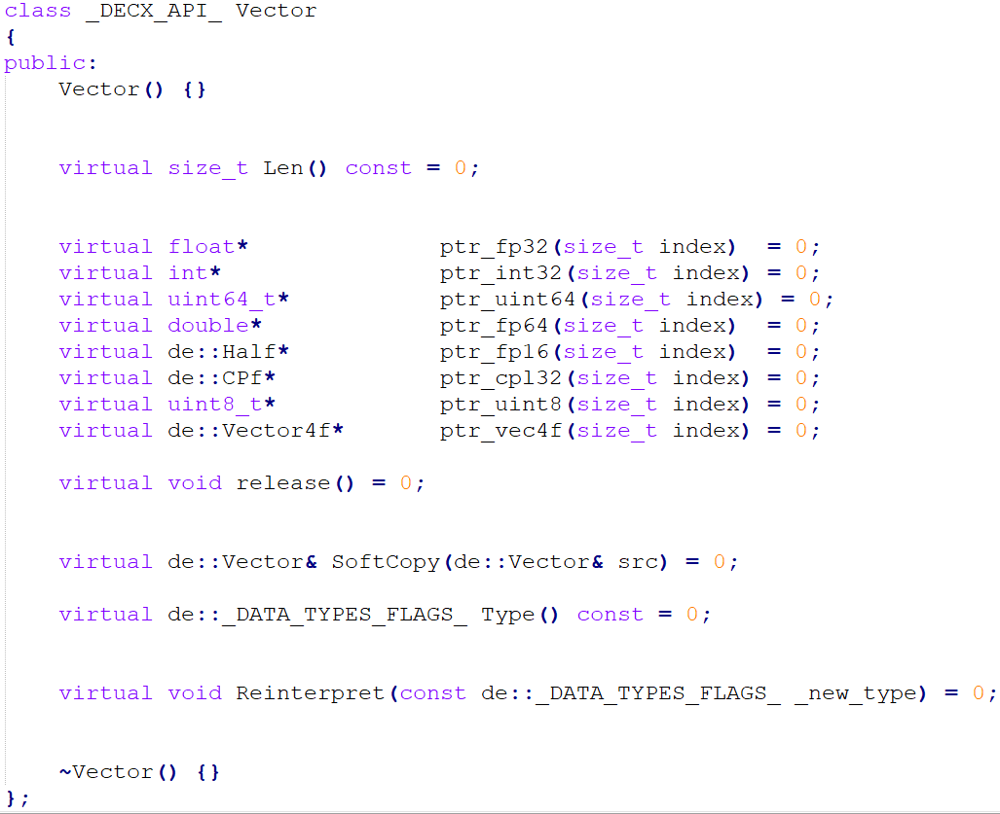 class _DECX_API_ Vector
{
public:
    Vector() {}
    virtual size_t Len() const = 0;
    virtual float*              ptr_fp32(size_t index)  = 0;
    virtual int*                ptr_int32(size_t index) = 0;
    virtual uint64_t*           ptr_uint64(size_t index) = 0;
    virtual double*             ptr_fp64(size_t index)  = 0;
    virtual de::Half*           ptr_fp16(size_t index)  = 0;
    virtual de::CPf*            ptr_cpl32(size_t index) = 0;
    virtual uint8_t*            ptr_uint8(size_t index) = 0;
    virtual de::Vector4f*       ptr_vec4f(size_t index) = 0;
    virtual void release() = 0;
    virtual de::Vector& SoftCopy(de::Vector& src) = 0;
    virtual de::_DATA_TYPES_FLAGS_ Type() const = 0;
    virtual void Reinterpret(const de::_DATA_TYPES_FLAGS_ _new_type) = 0;
    ~Vector() {}
};